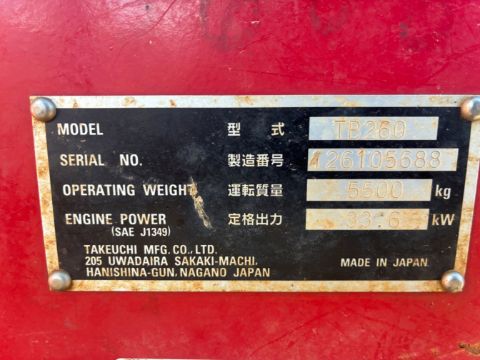 MODEL 型式 TB260
SERIAL NO. 製造番号 126105688
OPERATING WEIGHT 運転質量 5500 kg
ENGINE POWER 定格出力 33.6 kW
(SAE J1349)
TAKEUCHI MFG. CO., LTD.
205 UWADAIRA SAKAKI-MACHI,
HANISHINA-GUN, NAGANO JAPAN
MADE IN JAPAN